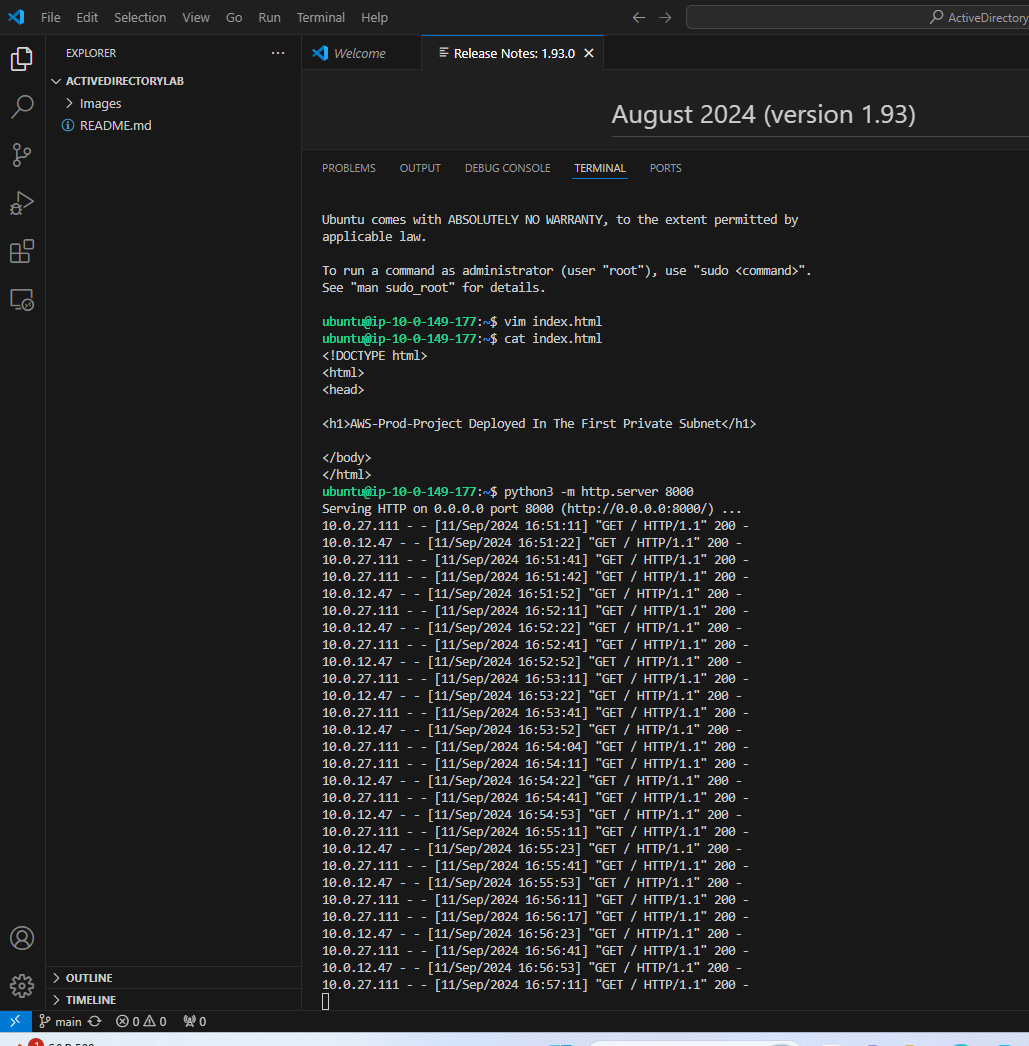 File Edit Selection View Go Run Terminal Help
ActiveDirectory
EXPLORER
ACTIVEDIRECTORYLAB
Images
README.md
Welcome
Release Notes: 1.93.0
August 2024 (version 1.93)
PROBLEMS OUTPUT DEBUG CONSOLE TERMINAL PORTS
Ubuntu comes with ABSOLUTELY NO WARRANTY, to the extent permitted by
applicable law.
To run a command as administrator (user "root"), use "sudo <command>".
See "man sudo_root" for details.
ubuntu@ip-10-0-149-177:~$ vim index.html
ubuntu@ip-10-0-149-177:~$ cat index.html
<!DOCTYPE html>
<html>
<head>
<h1>AWS-Prod-Project Deployed In The First Private Subnet</h1>
</body>
</html>
ubuntu@ip-10-0-149-177:~$ python3 -m http.server 8000
Serving HTTP on 0.0.0.0 port 8000 (http://0.0.0.0:8000/) ...
10.0.27.111 - - [11/Sep/2024 16:51:11] "GET / HTTP/1.1" 200 -
10.0.12.47 - - [11/Sep/2024 16:51:22] "GET / HTTP/1.1" 200 -
10.0.27.111 - - [11/Sep/2024 16:51:41] "GET / HTTP/1.1" 200 -
10.0.27.111 - - [11/Sep/2024 16:51:42] "GET / HTTP/1.1" 200 -
10.0.12.47 - - [11/Sep/2024 16:51:52] "GET / HTTP/1.1" 200 -
10.0.27.111 - - [11/Sep/2024 16:52:11] "GET / HTTP/1.1" 200 -
10.0.12.47 - - [11/Sep/2024 16:52:22] "GET / HTTP/1.1" 200 -
10.0.27.111 - - [11/Sep/2024 16:52:41] "GET / HTTP/1.1" 200 -
10.0.12.47 - - [11/Sep/2024 16:52:52] "GET / HTTP/1.1" 200 -
10.0.27.111 - - [11/Sep/2024 16:53:11] "GET / HTTP/1.1" 200 -
10.0.12.47 - - [11/Sep/2024 16:53:22] "GET / HTTP/1.1" 200 -
10.0.27.111 - - [11/Sep/2024 16:53:41] "GET / HTTP/1.1" 200 -
10.0.12.47 - - [11/Sep/2024 16:53:52] "GET / HTTP/1.1" 200 -
10.0.27.111 - - [11/Sep/2024 16:54:04] "GET / HTTP/1.1" 200 -
10.0.27.111 - - [11/Sep/2024 16:54:11] "GET / HTTP/1.1" 200 -
10.0.12.47 - - [11/Sep/2024 16:54:22] "GET / HTTP/1.1" 200 -
10.0.27.111 - - [11/Sep/2024 16:54:41] "GET / HTTP/1.1" 200 -
10.0.12.47 - - [11/Sep/2024 16:54:53] "GET / HTTP/1.1" 200 -
10.0.27.111 - - [11/Sep/2024 16:55:11] "GET / HTTP/1.1" 200 -
10.0.12.47 - - [11/Sep/2024 16:55:23] "GET / HTTP/1.1" 200 -
10.0.27.111 - - [11/Sep/2024 16:55:41] "GET / HTTP/1.1" 200 -
10.0.12.47 - - [11/Sep/2024 16:55:53] "GET / HTTP/1.1" 200 -
10.0.27.111 - - [11/Sep/2024 16:56:11] "GET / HTTP/1.1" 200 -
10.0.27.111 - - [11/Sep/2024 16:56:17] "GET / HTTP/1.1" 200 -
10.0.12.47 - - [11/Sep/2024 16:56:23] "GET / HTTP/1.1" 200 -
10.0.27.111 - - [11/Sep/2024 16:56:41] "GET / HTTP/1.1" 200 -
10.0.12.47 - - [11/Sep/2024 16:56:53] "GET / HTTP/1.1" 200 -
10.0.27.111 - - [11/Sep/2024 16:57:11] "GET / HTTP/1.1" 200 -
OUTLINE
TIMELINE
main 0 0 0